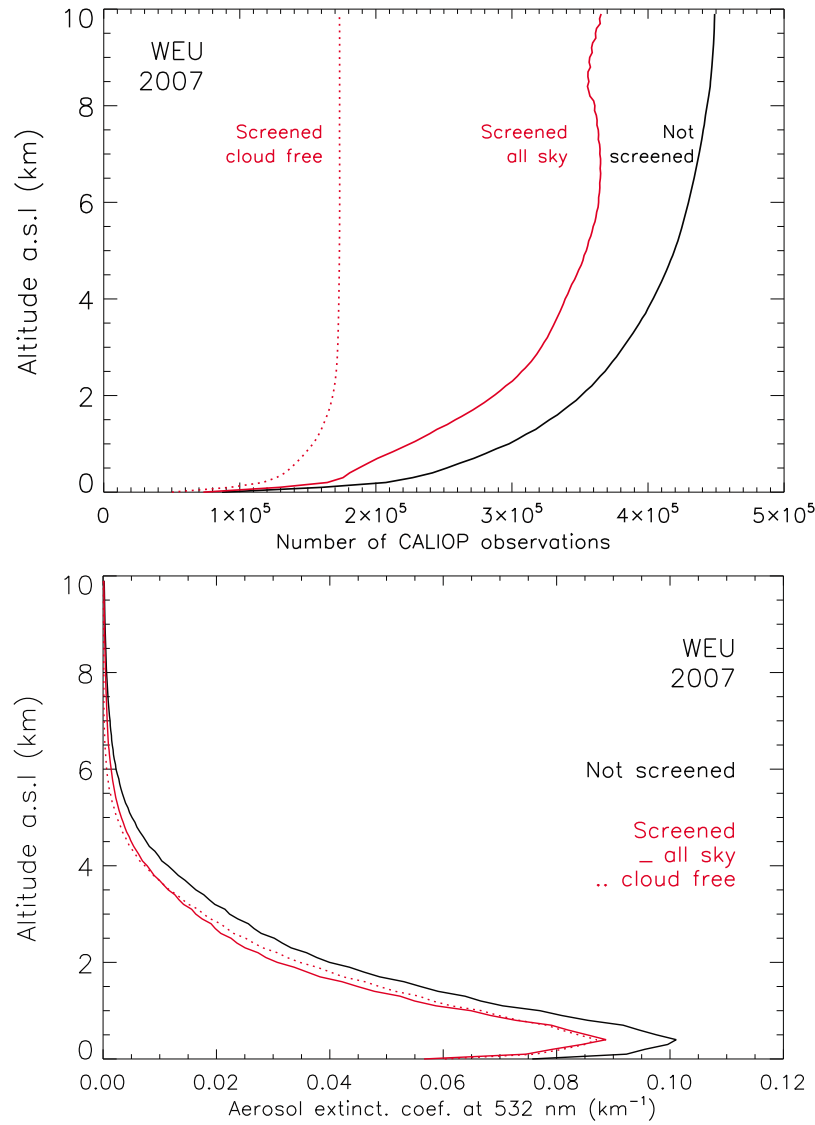 10
8
6
4
2
0
Altitude a.s.l (km)
WEU
2007
Screened
cloud free
Screened
all sky
Not
screened
0 1×10⁵ 2×10⁵ 3×10⁵ 4×10⁵ 5×10⁵
Number of CALIOP observations
10
8
6
4
2
0
Altitude a.s.l (km)
WEU
2007
Not screened
Screened
_ all sky
.. cloud free
0.00 0.02 0.04 0.06 0.08 0.10 0.12
Aerosol extinct. coef. at 532 nm (km⁻¹)